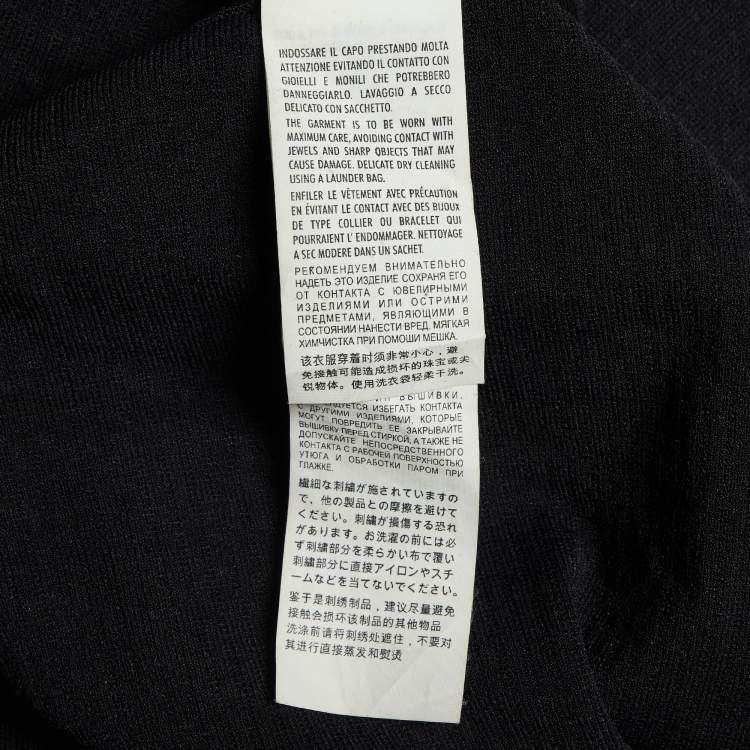 INDOSSARE IL CAPO PRESTANDO MOLTA
ATTENZIONE EVITANDO IL CONTATTO CON
GIOIELLI E MONILI CHE POTREBBERO
DANNEGGIARLO. LAVAGGIO A SECCO
DELICATO CON SACCHETTO.
THE GARMENT IS TO BE WORN WITH
MAXIMUM CARE, AVOIDING CONTACT WITH
JEWELS AND SHARP OBJECTS THAT MAY
CAUSE DAMAGE. DELICATE DRY CLEANING
USING A LAUNDER BAG.
ENFILER LE VÊTEMENT AVEC PRÉCAUTION
EN ÉVITANT LE CONTACT AVEC DES BIJOUX
DE TYPE COLLIER OU BRACELET QUI
POURRAIENT L' ENDOMMAGER. NETTOYAGE
A SEC MODERE DANS UN SACHET.
РЕКОМЕНДУЕМ ВНИМАТЕЛЬНО
НАДЕТЬ ЭТО ИЗДЕЛИЕ СОХРАНЯ ЕГО
ОТ КОНТАКТА С ЮВЕЛИРНЫМИ
ИЗДЕЛИЯМИ ИЛИ ОСТРИМИ
ПРЕДМЕТАМИ, ЯВЛЯЮЩИМИ В
СОСТОЯНИИ НАНЕСТИ ВРЕД. МЯГКАЯ
ХИМЧИСТКА ПРИ ПОМОШИ МЕШКА.
该衣服穿着时须非常小心，避
免接触可能造成损坏的珠宝或尖
锐物体。使用洗衣袋轻柔干洗。
ВЫШИВКИ,
ИЗБЕГАТЬ КОНТАКТА
С ДРУГИМИ ИЗДЕЛИЯМИ, КОТОРЫЕ
МОГУТ ПОВРЕДИТЬ ЕЕ ЗАКРЫВАЙТЕ
ВЫШИВКУ ПЕРЕД СТИРКОЙ, А ТАКЖЕ НЕ
ДОПУСКАЙТЕ НЕПОСРЕДСТВЕННОГО
КОНТАКТА С РАБОЧЕЙ ПОВЕРХНОСТЬЮ
УТЮГА И ОБРАБОТКИ ПАРОМ ПРИ
ГЛАЖКЕ.
繊細な刺繍が施されていますの
で、他の製品との摩擦を避けて
ください。刺繍が損傷する恐れ
があります。お洗濯の前には必
ず刺繍部分を柔らかい布で覆い
刺繍部分に直接アイロンやスチ
ームなどを当てないでください。
鉴于是刺绣制品，建议尽量避免
接触会损坏该制品的其他物品
洗涤前请将刺绣处遮住，不要对
其进行直接蒸发和熨烫